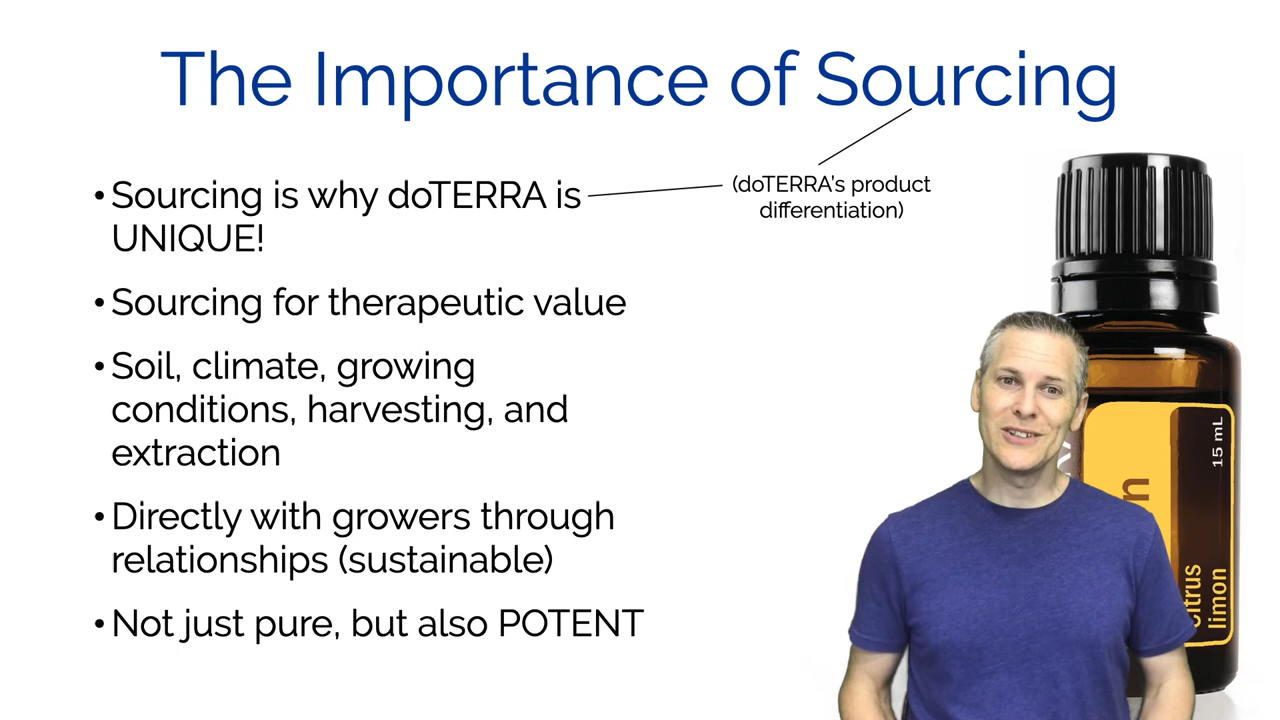 The Importance of Sourcing
• Sourcing is why doTERRA is
UNIQUE!
(doTERRA's product
differentiation)
• Sourcing for therapeutic value
• Soil, climate, growing
conditions, harvesting, and
extraction
• Directly with growers through
relationships (sustainable)
• Not just pure, but also POTENT
15 mL
citrus
limon